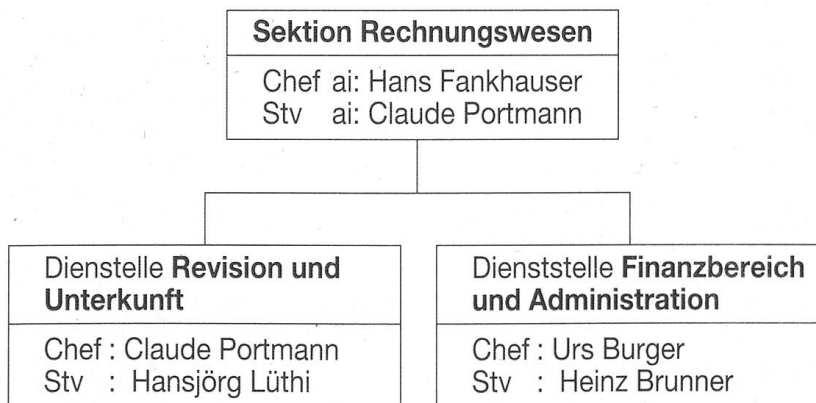 Sektion Rechnungswesen
Chef ai: Hans Fankhauser
Stv ai: Claude Portmann
Dienstelle Revision und
Unterkunft
Chef : Claude Portmann
Stv : Hansjörg Lüthi
Dienststelle Finanzbereich
und Administration
Chef : Urs Burger
Stv : Heinz Brunner